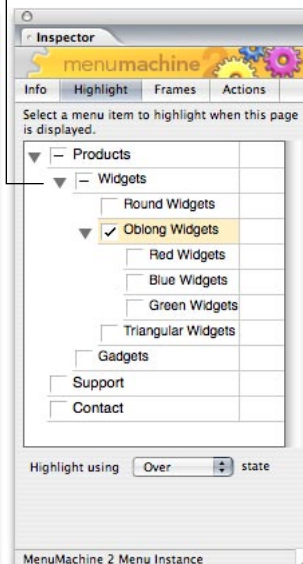 Inspector
menumachine 2
Info Highlight Frames Actions
Select a menu item to highlight when this page
is displayed.
Products
Widgets
Round Widgets
Oblong Widgets
Red Widgets
Blue Widgets
Green Widgets
Triangular Widgets
Gadgets
Support
Contact
Highlight using Over state
MenuMachine 2 Menu Instance